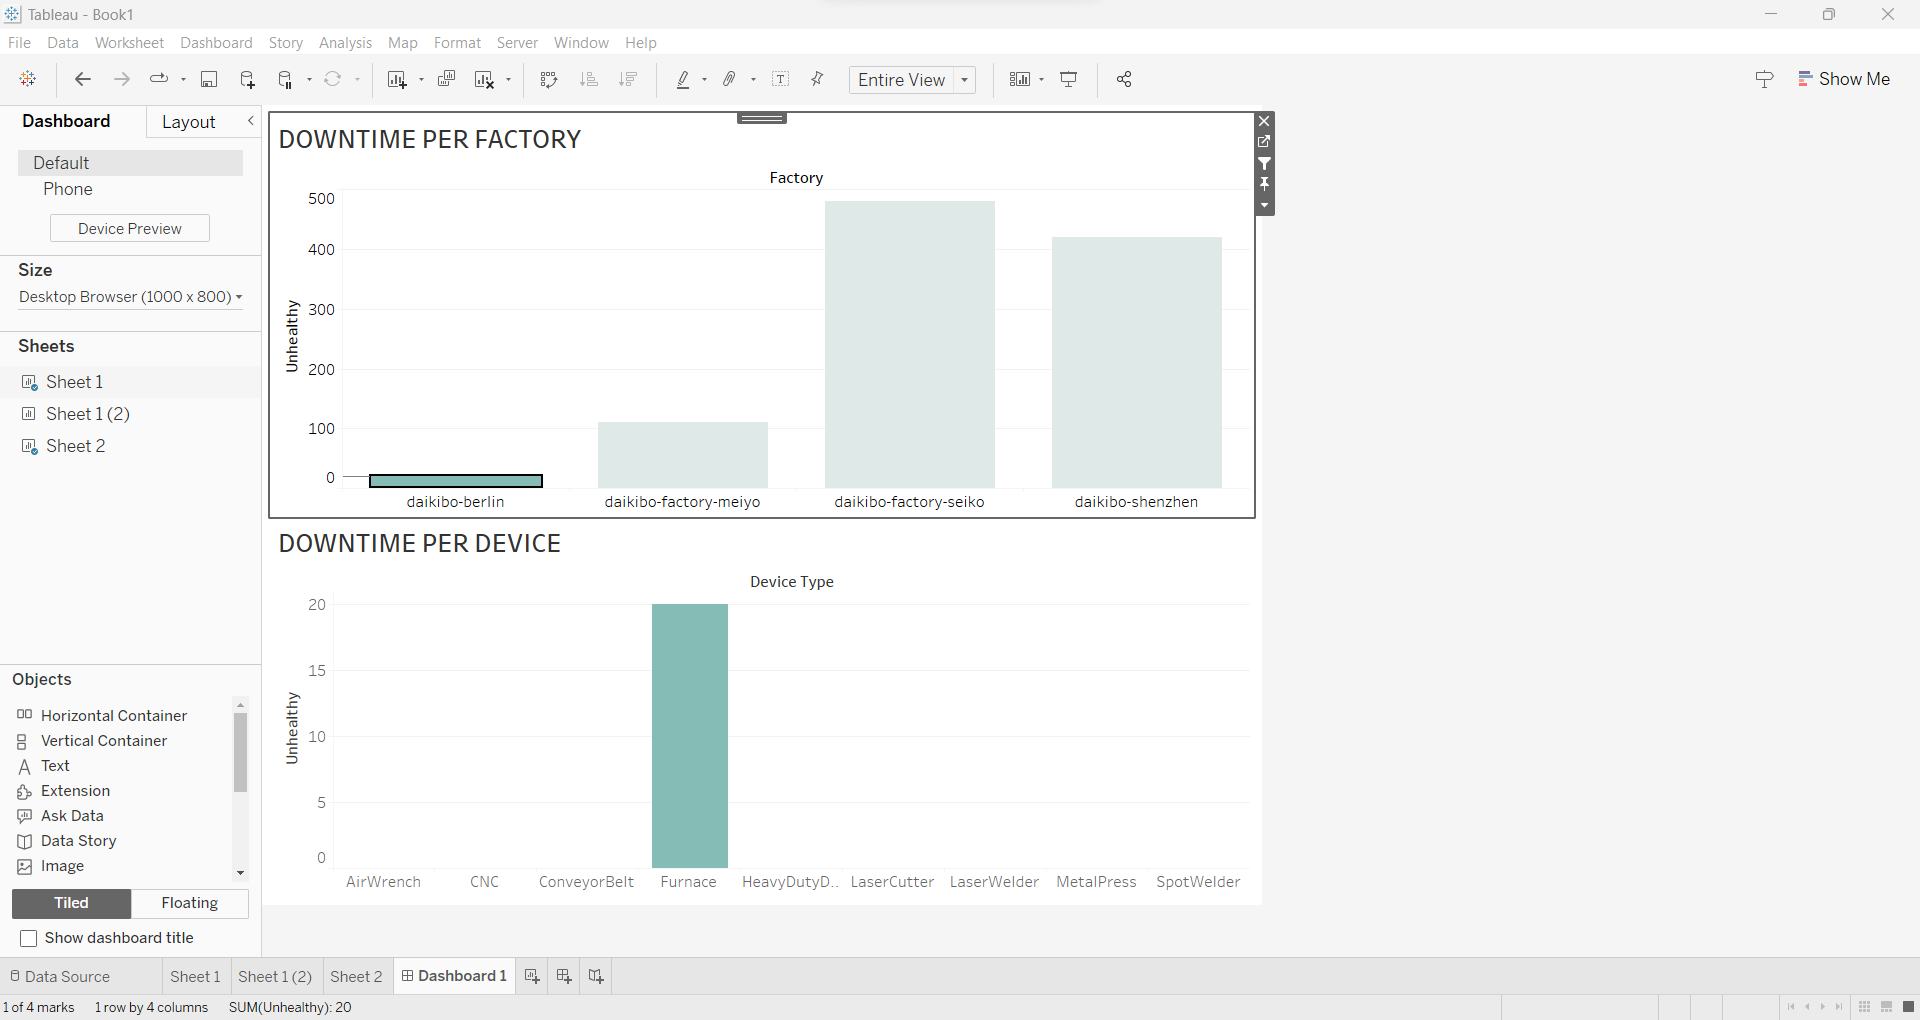 Tableau - Book1
File Data Worksheet Dashboard Story Analysis Map Format Server Window Help
Entire View
Show Me
Dashboard Layout
Default
Phone
Device Preview
Size
Desktop Browser (1000 x 800)
Sheets
Sheet 1
Sheet 1 (2)
Sheet 2
Objects
Horizontal Container
Vertical Container
Text
Extension
Ask Data
Data Story
Image
Tiled Floating
Show dashboard title
DOWNTIME PER FACTORY
Factory
500
400
300
200
100
0
Unhealthy
daikibo-berlin daikibo-factory-meiyo daikibo-factory-seiko daikibo-shenzhen
DOWNTIME PER DEVICE
Device Type
20
15
10
5
0
Unhealthy
AirWrench CNC ConveyorBelt Furnace HeavyDutyD.. LaserCutter LaserWelder MetalPress SpotWelder
Data Source Sheet 1 Sheet 1 (2) Sheet 2 Dashboard 1
1 of 4 marks 1 row by 4 columns SUM(Unhealthy): 20